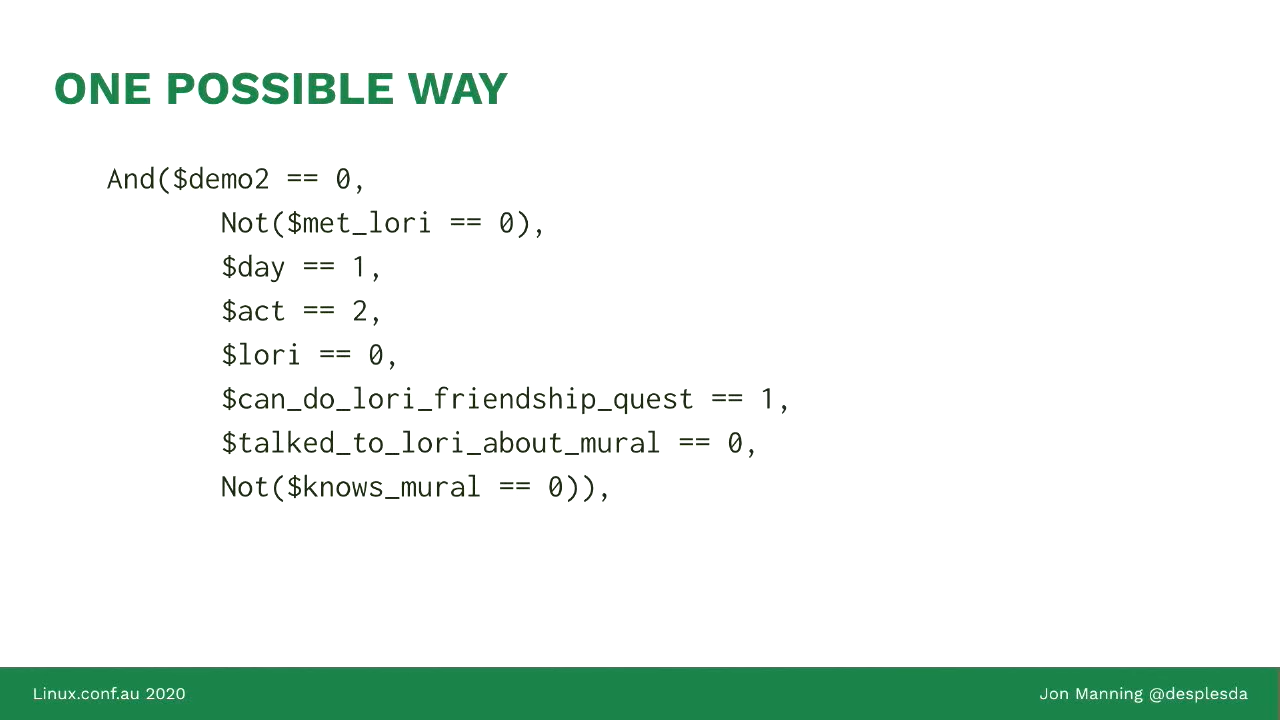 ONE POSSIBLE WAY
And($demo2 == 0,
Not($met_lori == 0),
$day == 1,
$act == 2,
$lori == 0,
$can_do_lori_friendship_quest == 1,
$talked_to_lori_about_mural == 0,
Not($knows_mural == 0)),
Linux.conf.au 2020
Jon Manning @desplesda